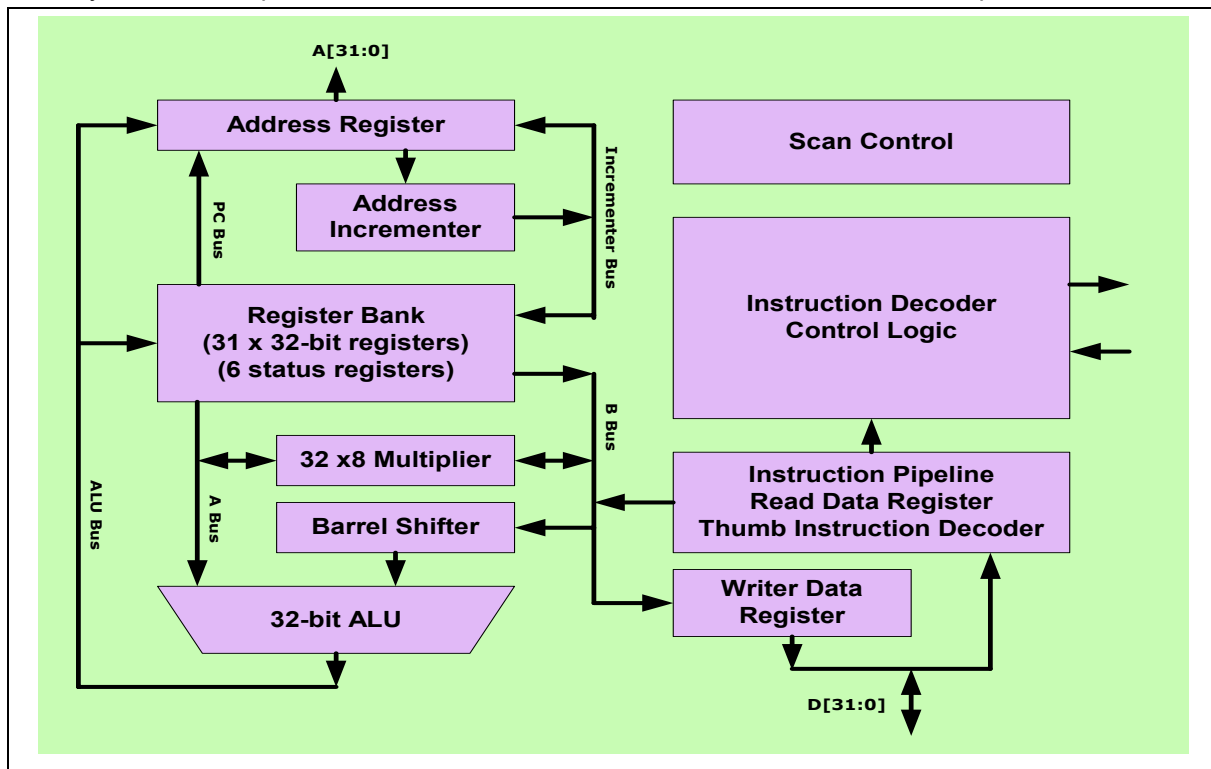 A[31:0]
Address Register
Scan Control
Incrementer Bus
Address
Incrementer
PC Bus
Instruction Decoder
Control Logic
Register Bank
(31 x 32-bit registers)
(6 status registers)
B Bus
32 x8 Multiplier
Instruction Pipeline
Read Data Register
Thumb Instruction Decoder
ALU Bus
A Bus
Barrel Shifter
Writer Data
Register
32-bit ALU
D[31:0]